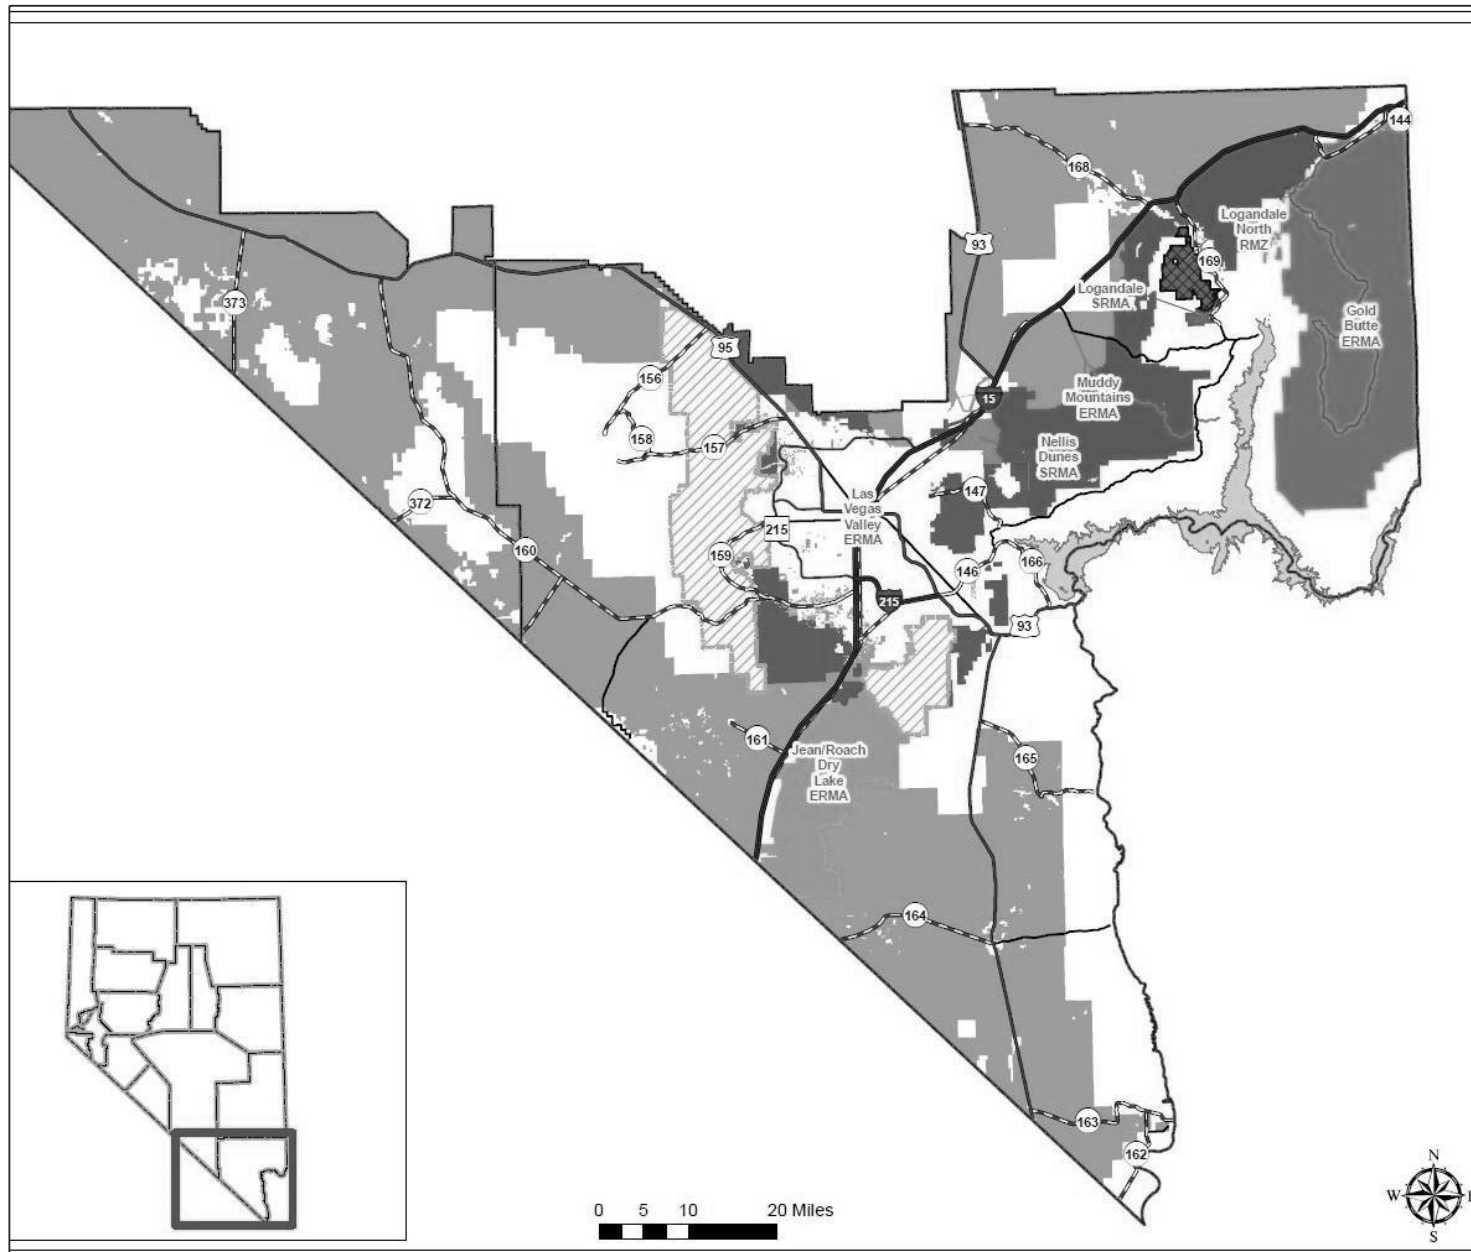 144
168
Logandale
North
RMZ
93
169
Logandale
SRMA
373
Gold
Butte
ERMA
95
156
15
Muddy
Mountains
ERMA
158
157
Nellis
Dunes
SRMA
147
372
Las
Vegas
Valley
ERMA
215
160
159
146
166
215
93
161
Jean/Roach
Dry
Lake
ERMA
165
164
163
162
N
W
S
0 5 10 20 Miles